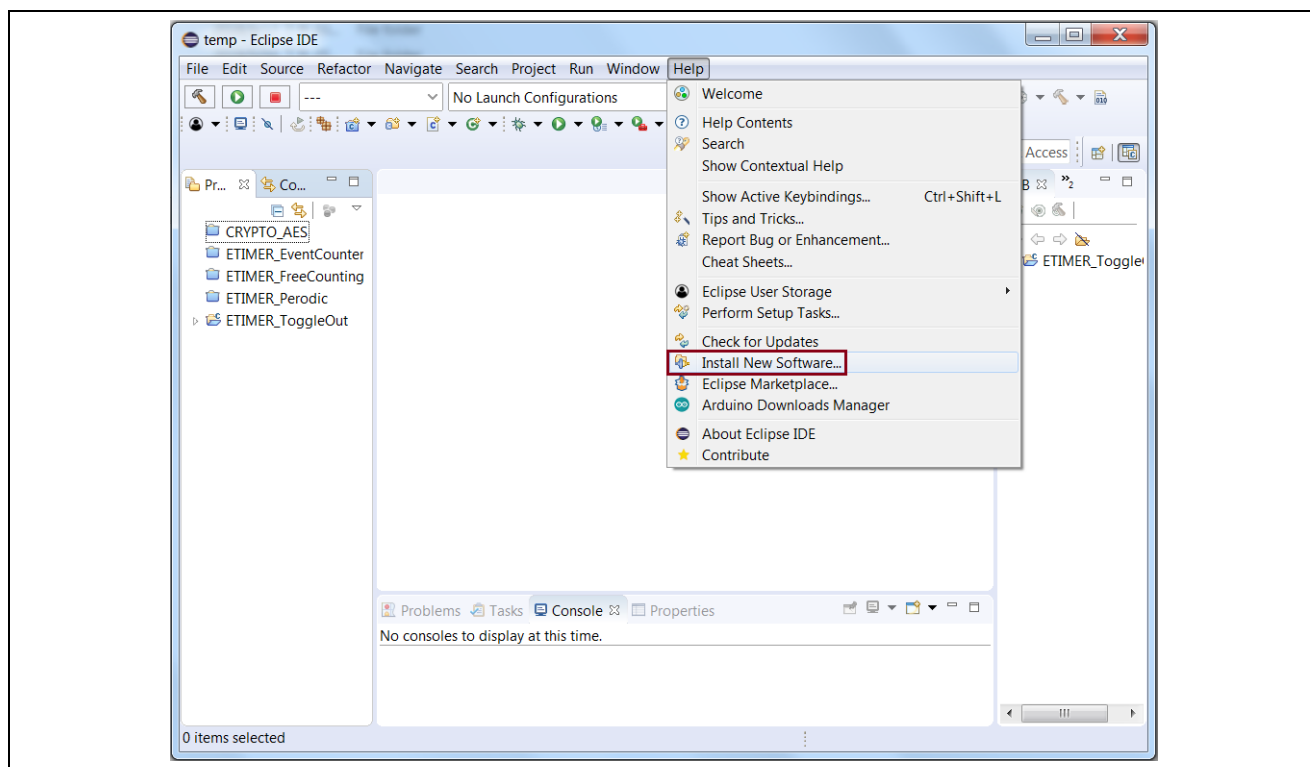 temp - Eclipse IDE
File Edit Source Refactor Navigate Search Project Run Window Help
--- No Launch Configurations
Access
Pr... Co...
B »2
CRYPTO_AES
ETIMER_EventCounter
ETIMER_FreeCounting
ETIMER_Perodic
ETIMER_ToggleOut
Welcome
Help Contents
Search
Show Contextual Help
Show Active Keybindings... Ctrl+Shift+L
Tips and Tricks...
Report Bug or Enhancement...
Cheat Sheets...
Eclipse User Storage
Perform Setup Tasks...
Check for Updates
Install New Software...
Eclipse Marketplace...
Arduino Downloads Manager
About Eclipse IDE
Contribute
ETIMER_Toggle
Problems Tasks Console Properties
No consoles to display at this time.
0 items selected